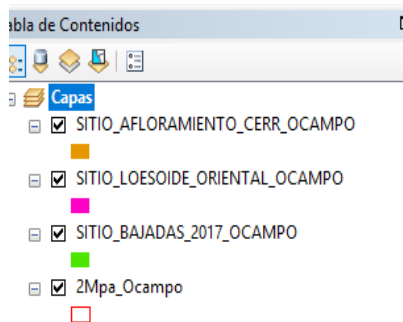 abla de Contenidos
Capas
SITIO_AFLORAMIENTO_CERR_OCAMPO
SITIO_LOESOIDE_ORIENTAL_OCAMPO
SITIO_BAJADAS_2017_OCAMPO
2Mpa_Ocampo